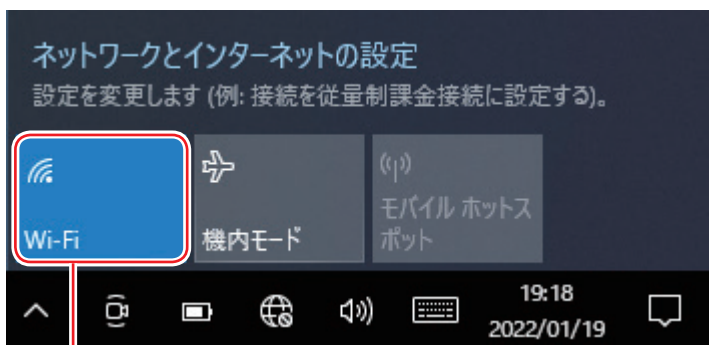 ネットワークとインターネットの設定
設定を変更します (例: 接続を従量制課金接続に設定する)。
Wi-Fi
機内モード
モバイル ホットス
ポット
19:18
2022/01/19